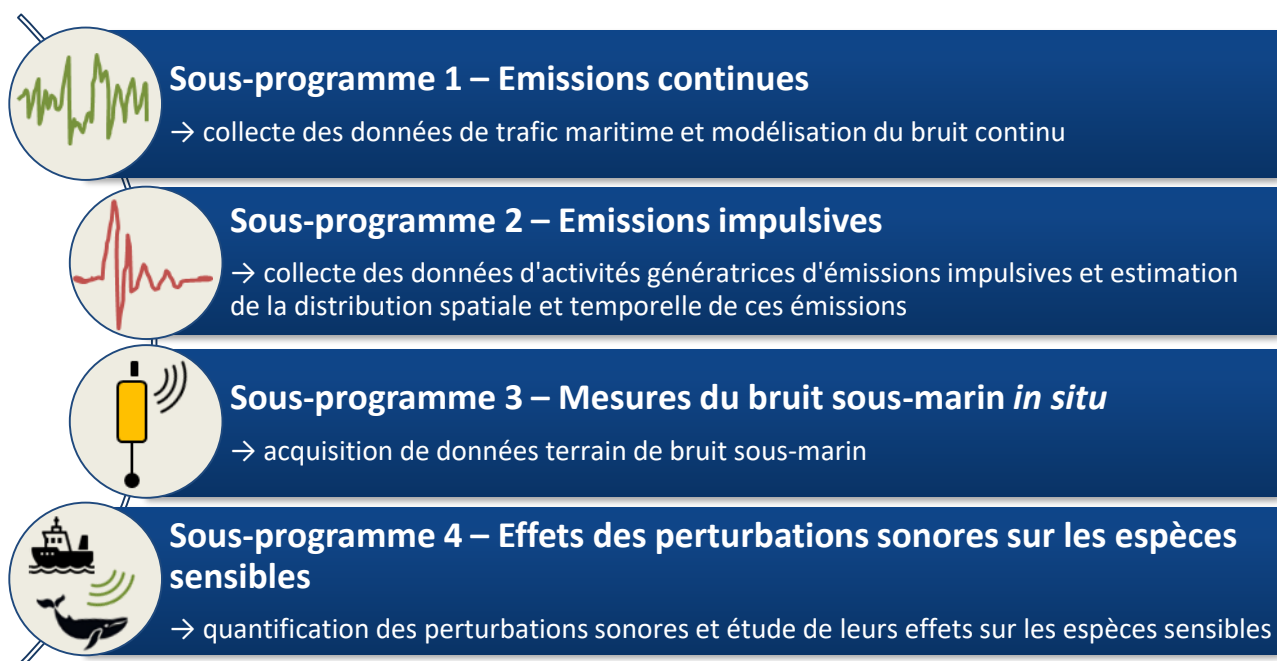 Sous-programme 1 – Emissions continues
→ collecte des données de trafic maritime et modélisation du bruit continu
Sous-programme 2 – Emissions impulsives
→ collecte des données d'activités génératrices d'émissions impulsives et estimation
de la distribution spatiale et temporelle de ces émissions
Sous-programme 3 – Mesures du bruit sous-marin in situ
→ acquisition de données terrain de bruit sous-marin
Sous-programme 4 – Effets des perturbations sonores sur les espèces
sensibles
→ quantification des perturbations sonores et étude de leurs effets sur les espèces sensibles